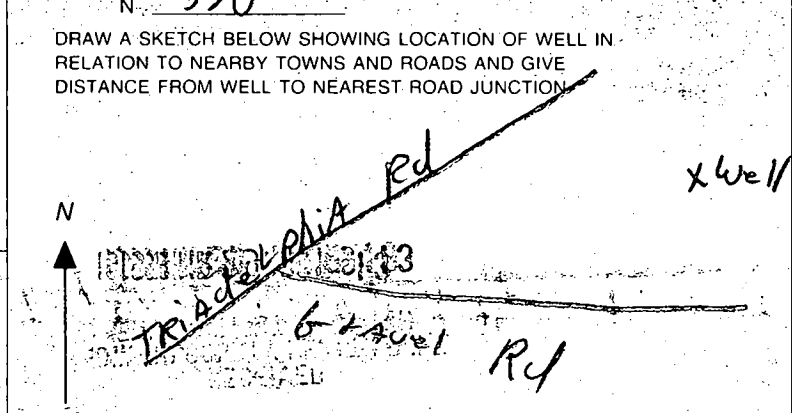 N 550
DRAW A SKETCH BELOW SHOWING LOCATION OF WELL IN
RELATION TO NEARBY TOWNS AND ROADS AND GIVE
DISTANCE FROM WELL TO NEAREST ROAD JUNCTION
TRIAdelphiA Rd
x Well
N
Gravel Rd